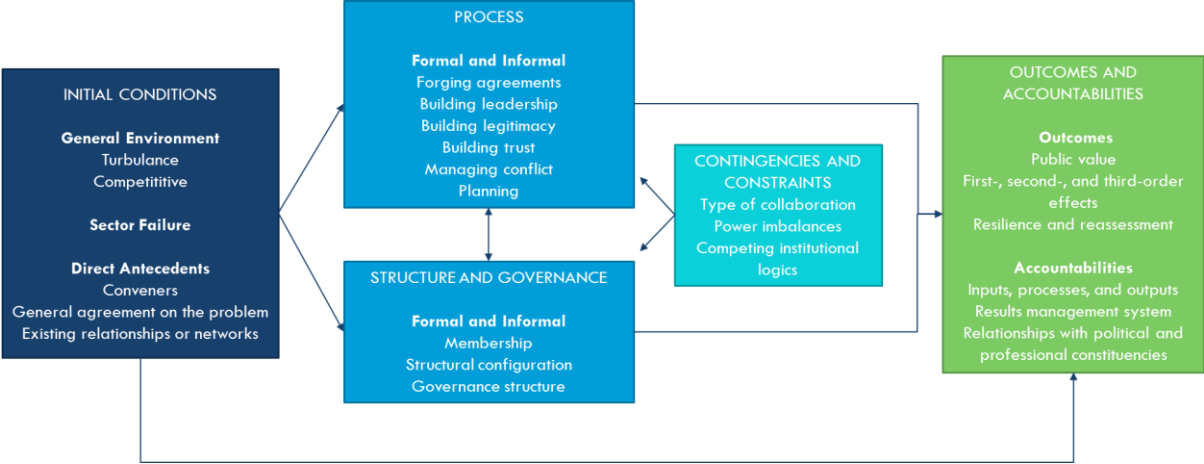 INITIAL CONDITIONS
General Environment
Turbulance
Competititive
Sector Failure
Direct Antecedents
Conveners
General agreement on the problem
Existing relationships or networks
PROCESS
Formal and Informal
Forging agreements
Building leadership
Building legitimacy
Building trust
Managing conflict
Planning
STRUCTURE AND GOVERNANCE
Formal and Informal
Membership
Structural configuration
Governance structure
CONTINGENCIES AND
CONSTRAINTS
Type of collaboration
Power imbalances
Competing institutional
logics
OUTCOMES AND
ACCOUNTABILITIES
Outcomes
Public value
First-, second-, and third-order
effects
Resilience and reassessment
Accountabilities
Inputs, processes, and outputs
Results management system
Relationships with political and
professional constituencies